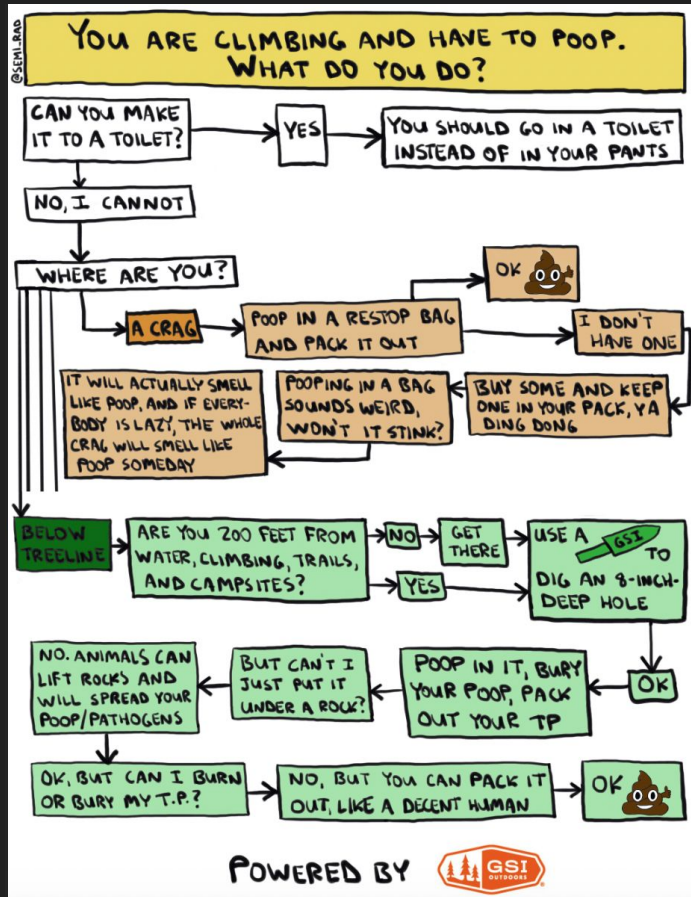 @SEMI_RAD
YOU ARE CLIMBING AND HAVE TO POOP.
WHAT DO YOU DO?
CAN YOU MAKE
IT TO A TOILET?
YES
YOU SHOULD GO IN A TOILET
INSTEAD OF IN YOUR PANTS
NO, I CANNOT
WHERE ARE YOU?
A CRAG
POOP IN A RESTOP BAG
AND PACK IT OUT
OK
I DON'T
HAVE ONE
BUY SOME AND KEEP
ONE IN YOUR PACK, YA
DING DONG
POOPING IN A BAG
SOUNDS WEIRD,
WON'T IT STINK?
IT WILL ACTUALLY SMELL
LIKE POOP, AND IF EVERY-
BODY IS LAZY, THE WHOLE
CRAG WILL SMELL LIKE
POOP SOMEDAY
BELOW
TREELINE
ARE YOU 200 FEET FROM
WATER, CLIMBING, TRAILS,
AND CAMPSITES?
NO
GET
THERE
YES
USE A GSI TO
DIG AN 8-INCH-
DEEP HOLE
OK
POOP IN IT, BURY
YOUR POOP, PACK
OUT YOUR TP
BUT CAN'T I
JUST PUT IT
UNDER A ROCK?
NO. ANIMALS CAN
LIFT ROCKS AND
WILL SPREAD YOUR
POOP/PATHOGENS
OK, BUT CAN I BURN
OR BURY MY T.P.?
NO, BUT YOU CAN PACK IT
OUT, LIKE A DECENT HUMAN
OK
POWERED BY GSI
OUTDOORS